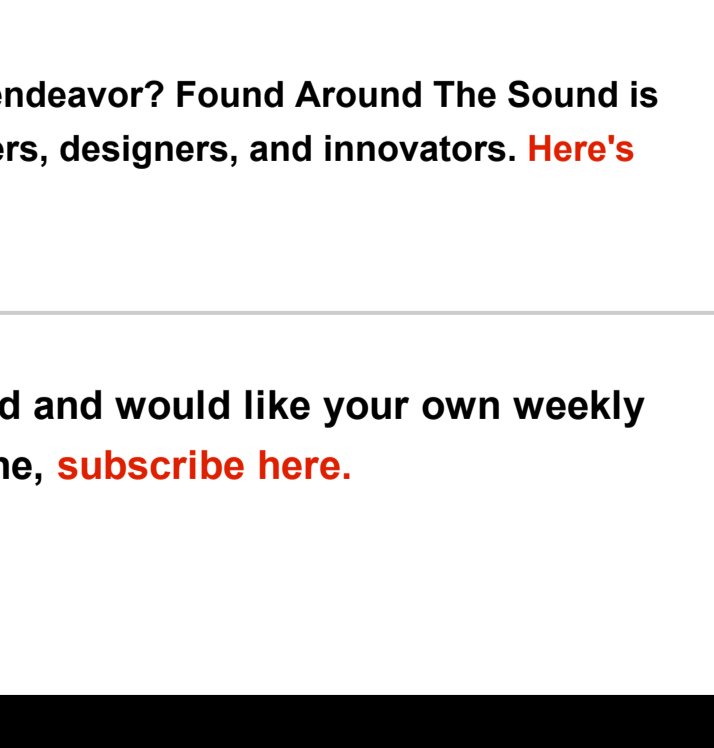 endeavor? Found Around The Sound is
ers, designers, and innovators. Here's
d and would like your own weekly
ne, subscribe here.